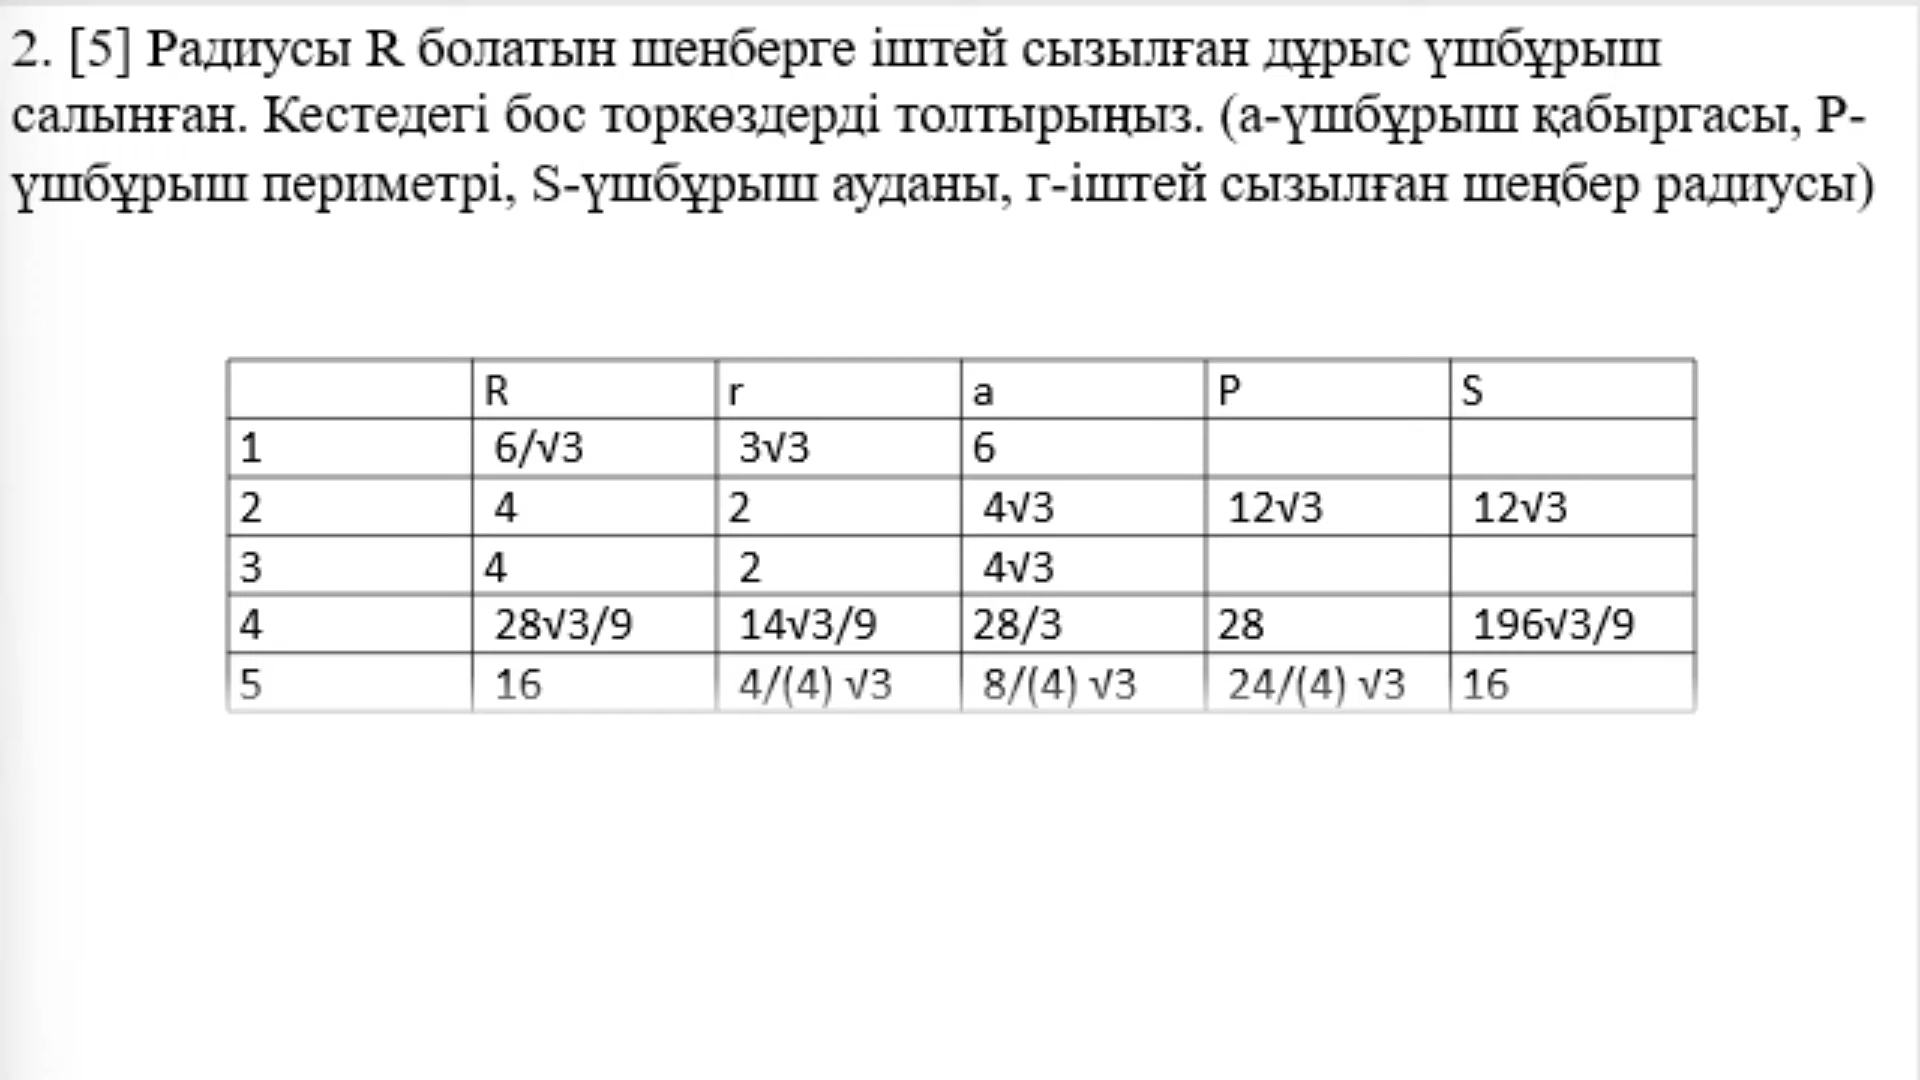 2. [5] Радиусы R болатын шенберге іштей сызылған дұрыс үшбұрыш
салынған. Кестедегі бос торкөздерді толтырыңыз. (а-үшбұрыш қабыргасы, Р-
үшбұрыш периметрі, S-үшбұрыш ауданы, г-іштей сызылған шеңбер радиусы)
R r a P S
1 6/√3 3√3 6
2 4 2 4√3 12√3 12√3
3 4 2 4√3
4 28√3/9 14√3/9 28/3 28 196√3/9
5 16 4/(4) √3 8/(4) √3 24/(4) √3 16